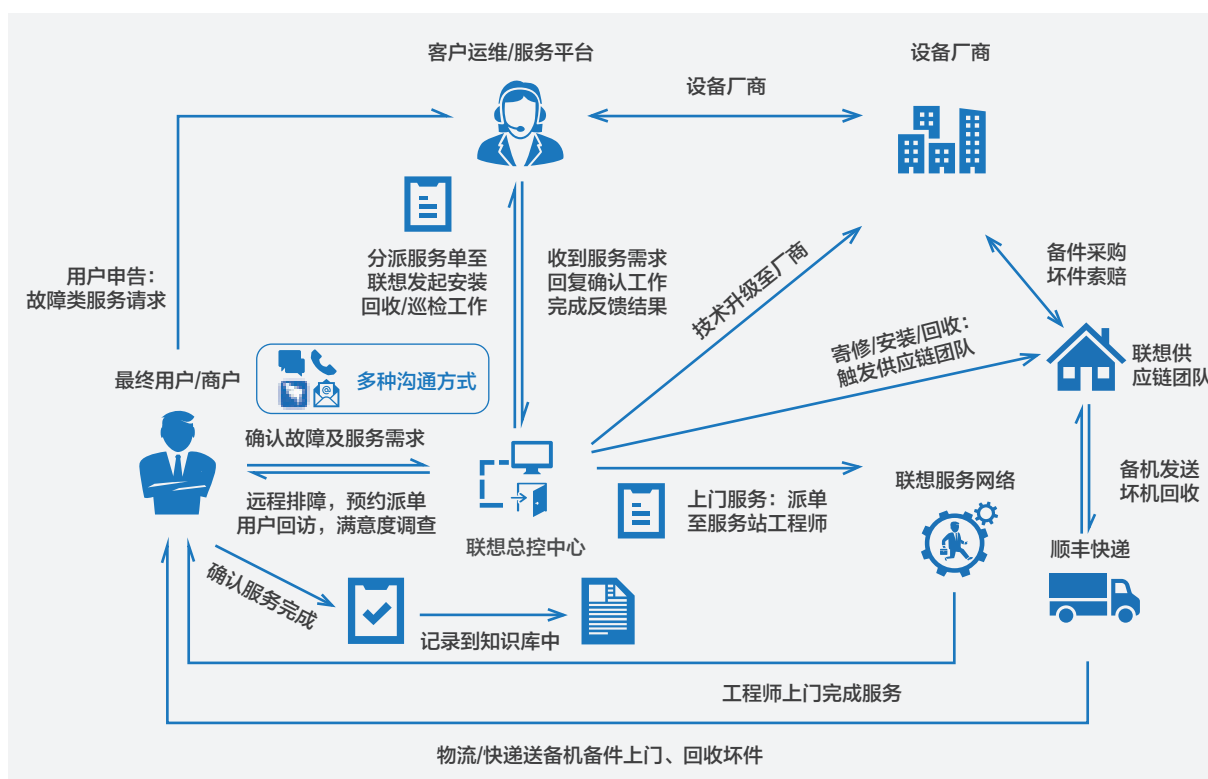 客户运维/服务平台
设备厂商
设备厂商
分派服务单至
联想发起安装
回收/巡检工作
收到服务需求
回复确认工作
完成反馈结果
用户申告：
故障类服务请求
技术升级至厂商
备件采购
坏件索赔
寄修/安装/回收：
触发供应链团队
联想供
应链团队
最终用户/商户
多种沟通方式
确认故障及服务需求
远程排障，预约派单
用户回访，满意度调查
联想总控中心
上门服务：派单
至服务站工程师
联想服务网络
备机发送
坏机回收
顺丰快递
确认服务完成
记录到知识库中
工程师上门完成服务
物流/快递送备机备件上门、回收坏件